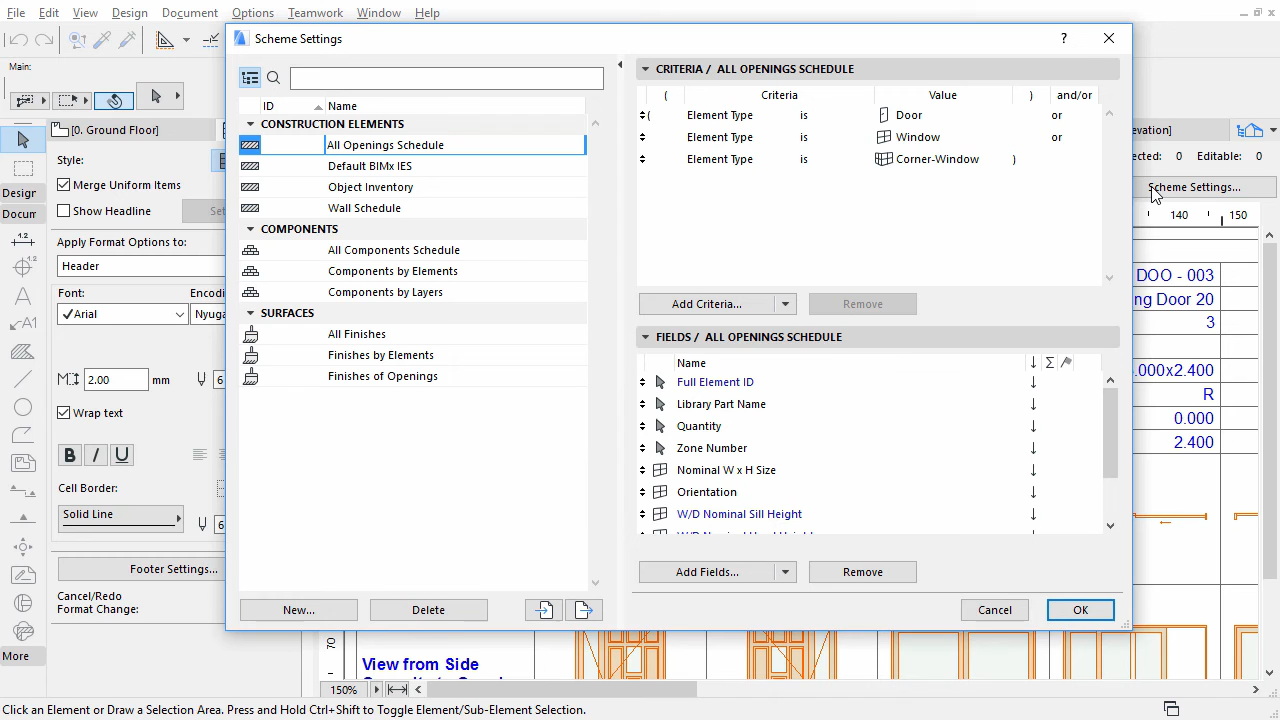 File Edit View Design Document Options Teamwork Window Help
Main:
[0. Ground Floor]
Style:
Merge Uniform Items
Show Headline
Apply Format Options to:
Header
Font:
Arial
2.00 mm
Wrap text
B I U
Cell Border:
Solid Line
Footer Settings...
Cancel/Redo
Format Change:
Design
Docum
1.2
A
A1
More
Scheme Settings
?
ID Name
CONSTRUCTION ELEMENTS
All Openings Schedule
Default BIMx IES
Object Inventory
Wall Schedule
COMPONENTS
All Components Schedule
Components by Elements
Components by Layers
SURFACES
All Finishes
Finishes by Elements
Finishes of Openings
New...
Delete
CRITERIA / ALL OPENINGS SCHEDULE
( Criteria Value ) and/or
( Element Type is Door or
Element Type is Window or
Element Type is Corner-Window )
Add Criteria...
Remove
FIELDS / ALL OPENINGS SCHEDULE
Name
Full Element ID
Library Part Name
Quantity
Zone Number
Nominal W x H Size
Orientation
W/D Nominal Sill Height
Add Fields...
Remove
Cancel
OK
Editable: 0
0
Scheme Settings...
140 150
DOO - 003
Door 20
3
R
0.000
2.400
70
View from Side
150%
Click an Element or Draw a Selection Area. Press and Hold Ctrl+Shift to Toggle Element/Sub-Element Selection.